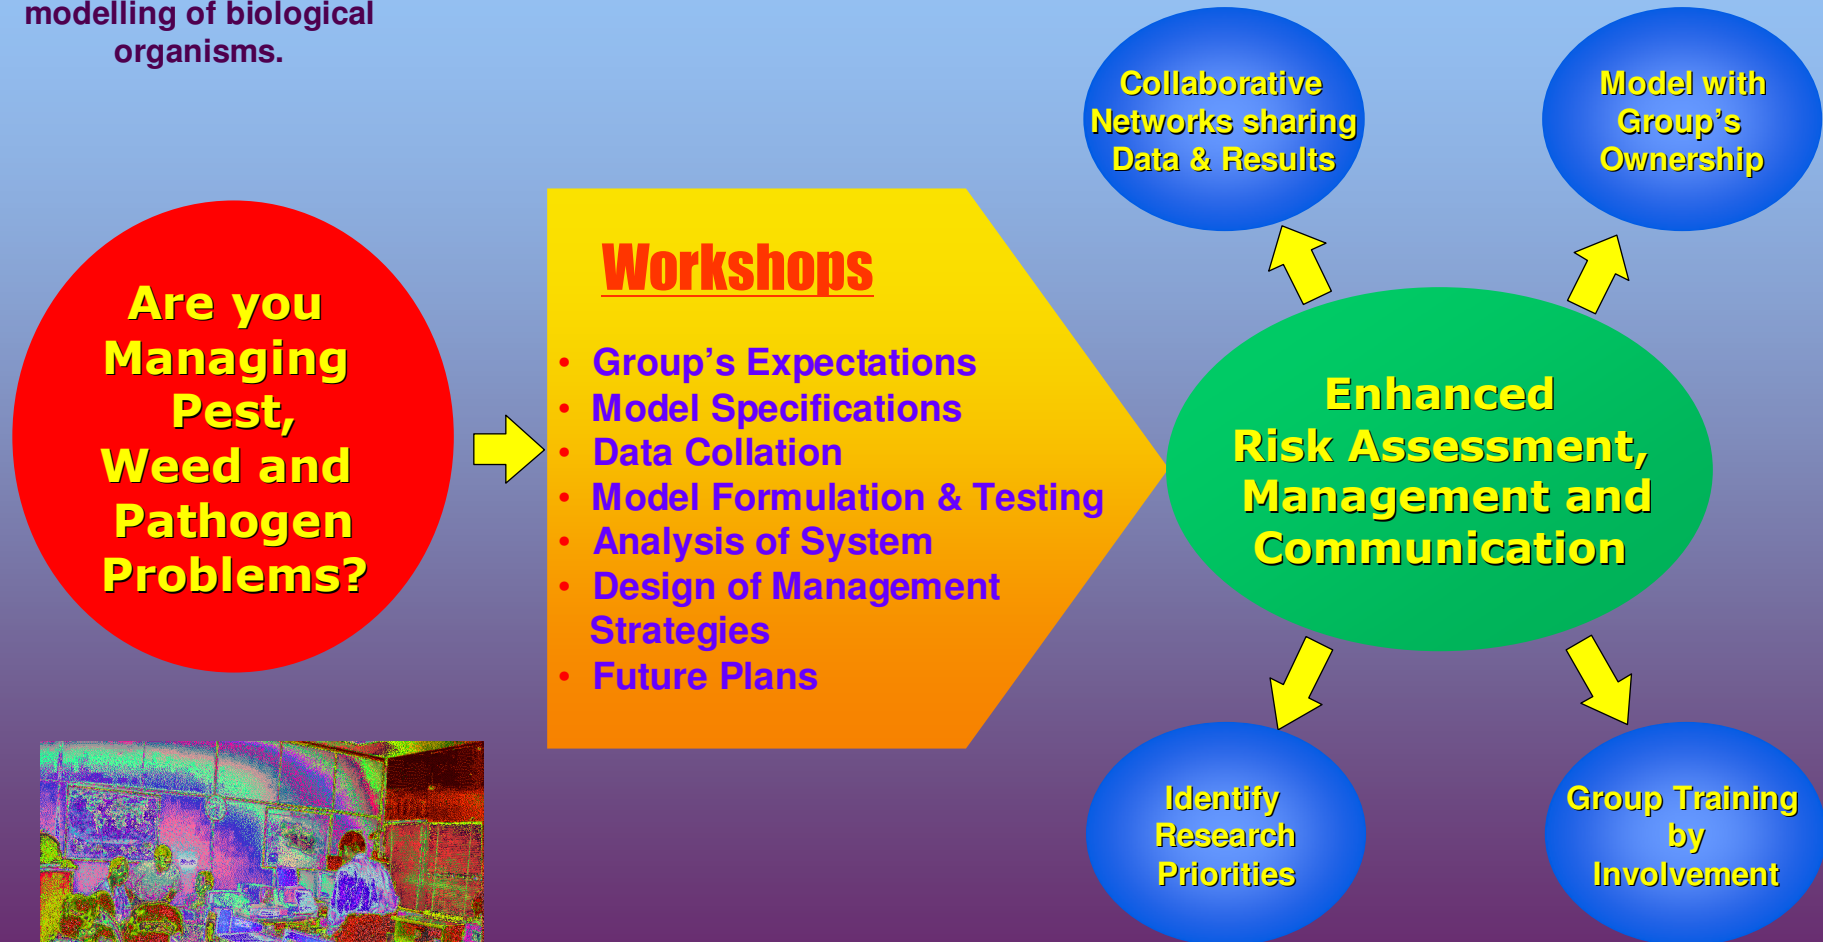 modelling of biological
organisms.
Are you
Managing
Pest,
Weed and
Pathogen
Problems?
Workshops
• Group’s Expectations
• Model Specifications
• Data Collation
• Model Formulation & Testing
• Analysis of System
• Design of Management
Strategies
• Future Plans
Collaborative
Networks sharing
Data & Results
Model with
Group’s
Ownership
Enhanced
Risk Assessment,
Management and
Communication
Identify
Research
Priorities
Group Training
by
Involvement